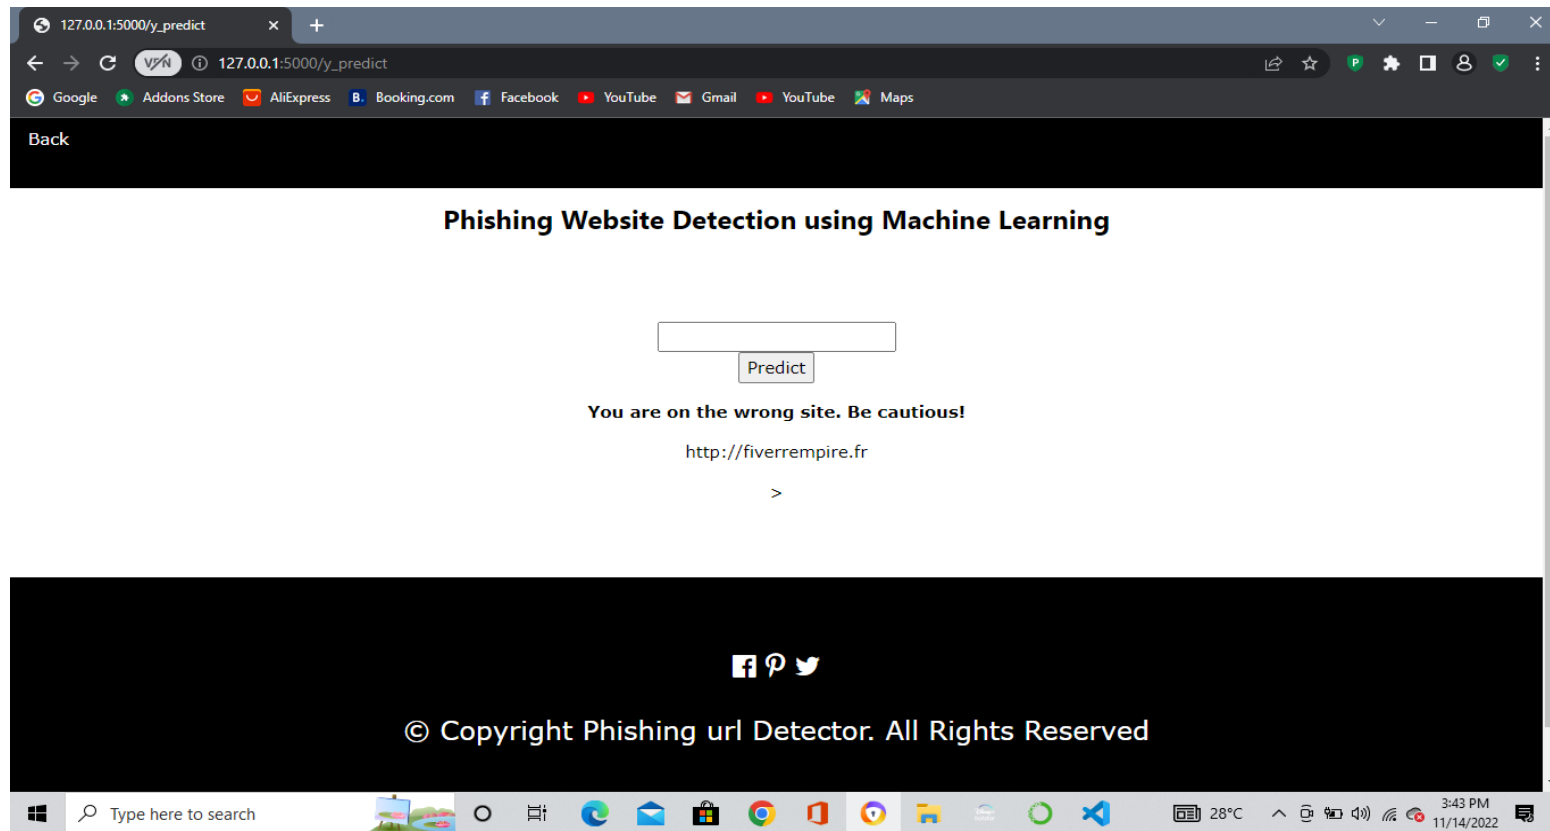 127.0.0.1:5000/y_predict
VPN 127.0.0.1:5000/y_predict
Google Addons Store AliExpress B. Booking.com Facebook YouTube Gmail YouTube Maps
Back
Phishing Website Detection using Machine Learning
Predict
You are on the wrong site. Be cautious!
http://fiverrempire.fr
>
© Copyright Phishing url Detector. All Rights Reserved
Type here to search 28°C 3:43 PM
11/14/2022